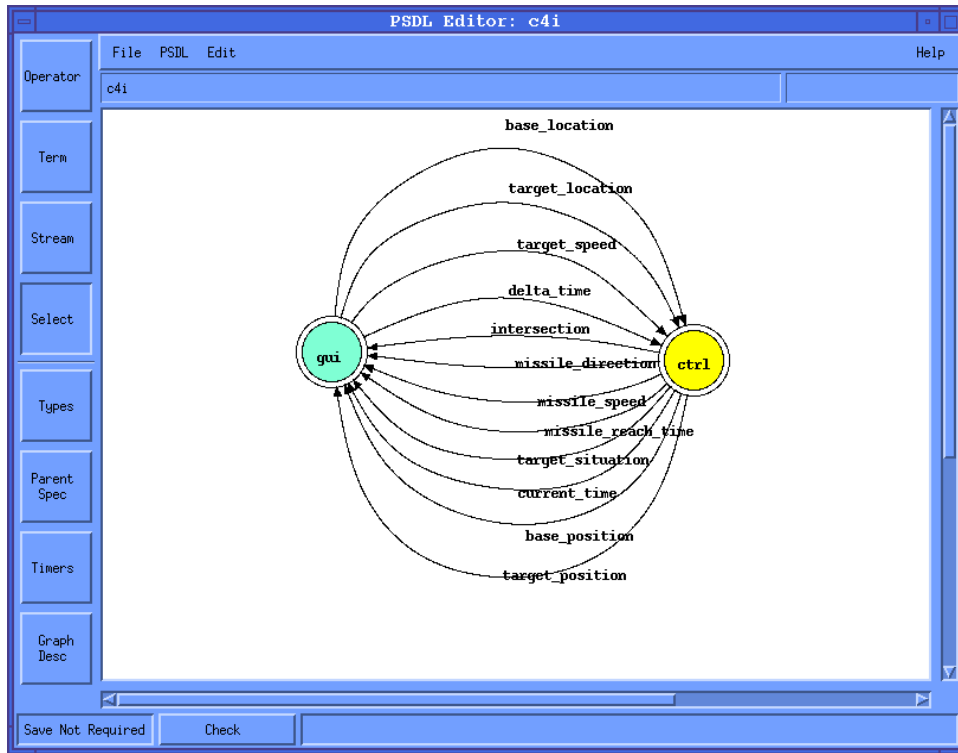 PSDL Editor: c4i
File PSDL Edit Help
c4i
Operator
Term
Stream
Select
Types
Parent
Spec
Timers
Graph
Desc
base_location
target_location
target_speed
delta_time
intersection
gui
ctrl
missile_direction
missile_speed
missile_reach_time
target_situation
current_time
base_position
target_position
Save Not Required
Check